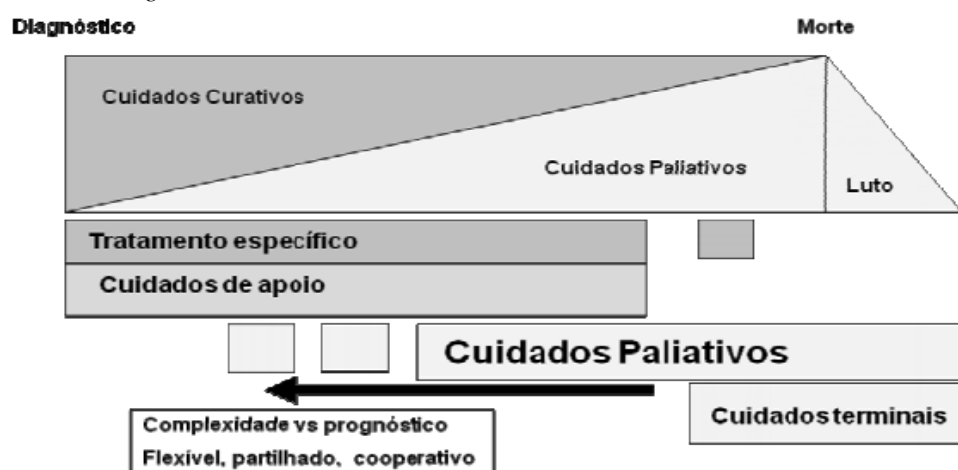 Diagnóstico
Morte
Cuidados Curativos
Cuidados Paliativos
Luto
Tratamento específico
Cuidados de apoio
Cuidados Paliativos
Cuidados terminais
Complexidade vs prognóstico
Flexível, partilhado, cooperativo